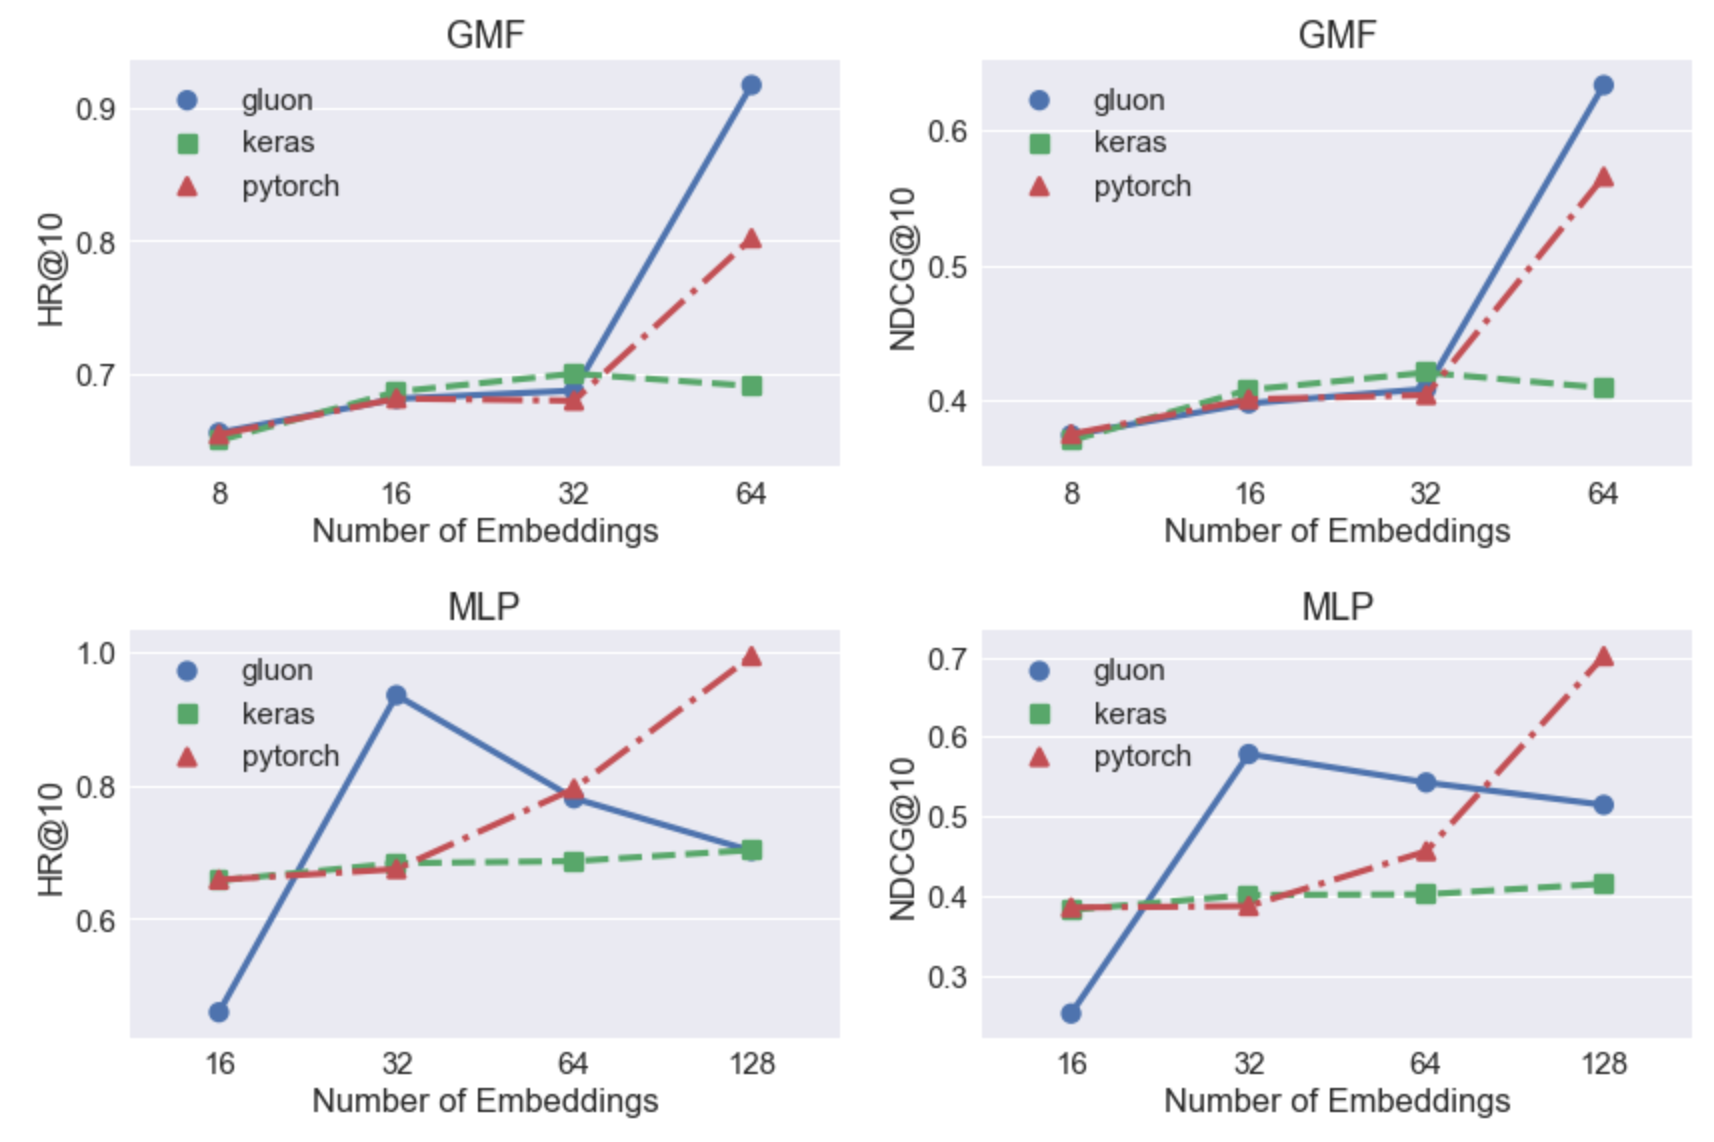 GMF
0.9
0.8
0.7
HR@10
gluon
keras
pytorch
8 16 32 64
Number of Embeddings
GMF
0.6
0.5
0.4
NDCG@10
gluon
keras
pytorch
8 16 32 64
Number of Embeddings
MLP
1.0
0.8
0.6
HR@10
gluon
keras
pytorch
16 32 64 128
Number of Embeddings
MLP
0.7
0.6
0.5
0.4
0.3
NDCG@10
gluon
keras
pytorch
16 32 64 128
Number of Embeddings